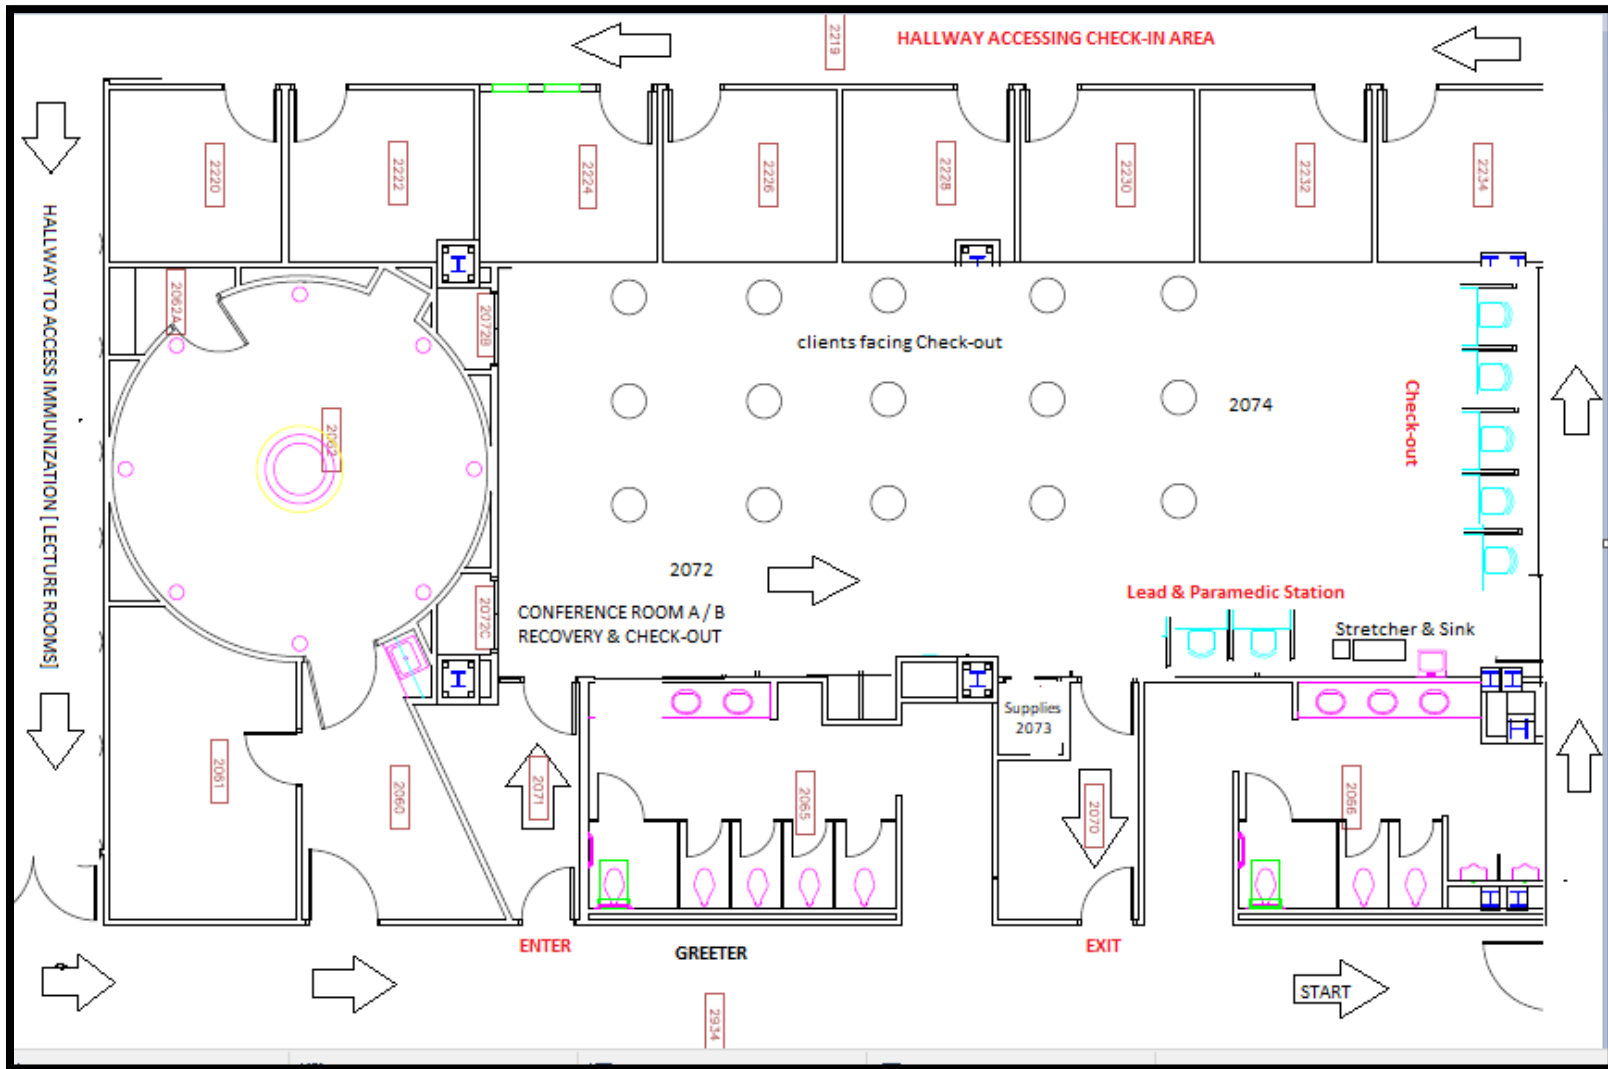 2219
HALLWAY ACCESSING CHECK-IN AREA
2220
2222
2224
2226
2228
2230
2232
2234
HALLWAY TO ACCESS IMMUNIZATION [ LECTURE ROOMS]
2062A
2072B
clients facing Check-out
2062
2074
Check-out
2072
CONFERENCE ROOM A / B
RECOVERY & CHECK-OUT
2072C
Lead & Paramedic Station
Stretcher & Sink
Supplies
2073
2061
2060
2071
2065
2070
2066
ENTER
GREETER
EXIT
START
2934